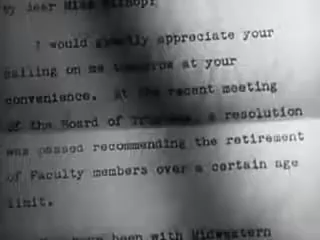 My dear Miss Bishop:
I would greatly appreciate your
calling on me tomorrow at your
convenience. At the recent meeting
of the Board of Trustees, a resolution
was passed recommending the retirement
of Faculty members over a certain age
limit.
have been with Midwestern